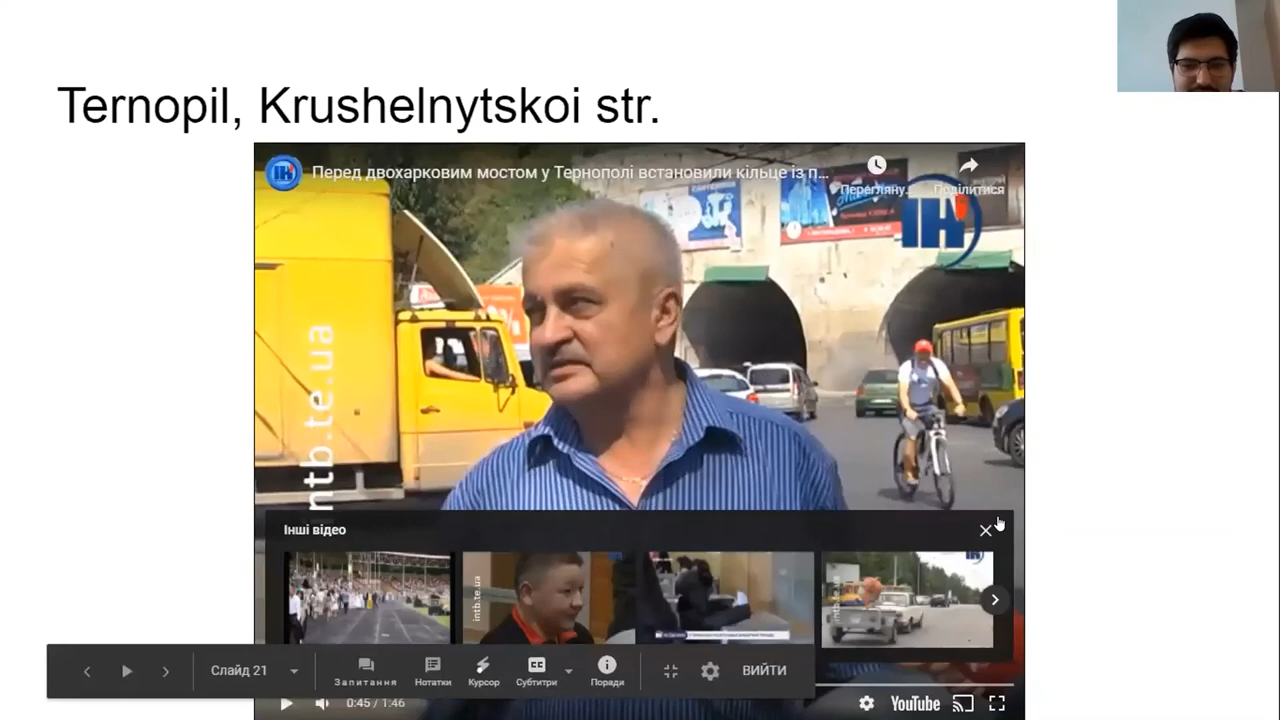 Ternopil, Krushelnytskoi str.
Перед двохарковим мостом у Тернополі встановили кільце із п...
Поділитися
ІН
intb.te.ua
Інші відео
intb.te.ua
Слайд 21
Запитання
Нотатки
Курсор
Субтитри
Поради
ВИЙТИ
0:45 / 1:46
YouTube